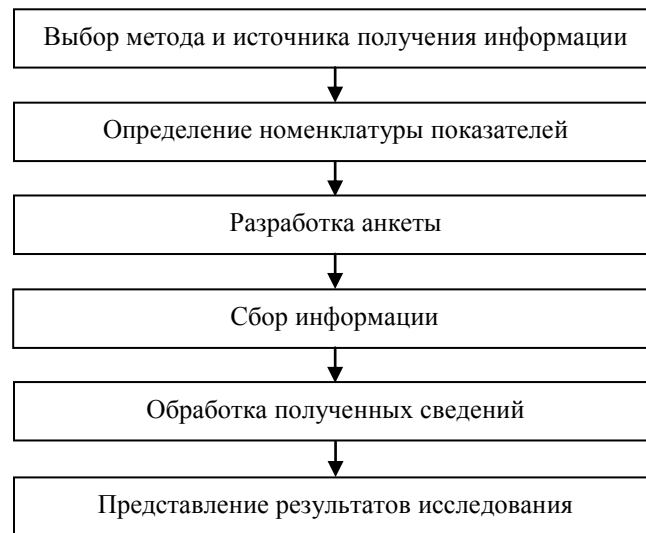 Выбор метода и источника получения информации
Определение номенклатуры показателей
Разработка анкеты
Сбор информации
Обработка полученных сведений
Представление результатов исследования